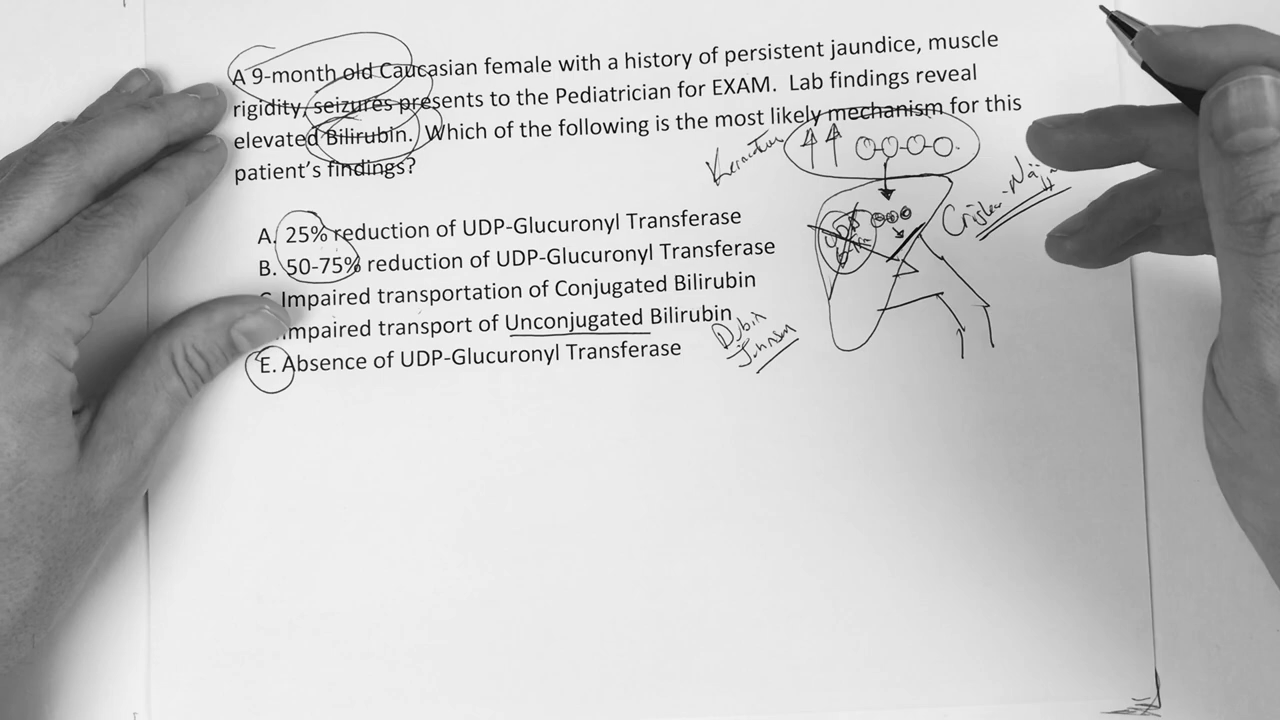 A 9-month old Caucasian female with a history of persistent jaundice, muscle
rigidity, seizures presents to the Pediatrician for EXAM. Lab findings reveal
elevated Bilirubin. Which of the following is the most likely mechanism for this
patient's findings?
A. 25% reduction of UDP-Glucuronyl Transferase
B. 50-75% reduction of UDP-Glucuronyl Transferase
Impaired transportation of Conjugated Bilirubin
Impaired transport of Unconjugated Bilirubin
E. Absence of UDP-Glucuronyl Transferase
Dubin
Johnson